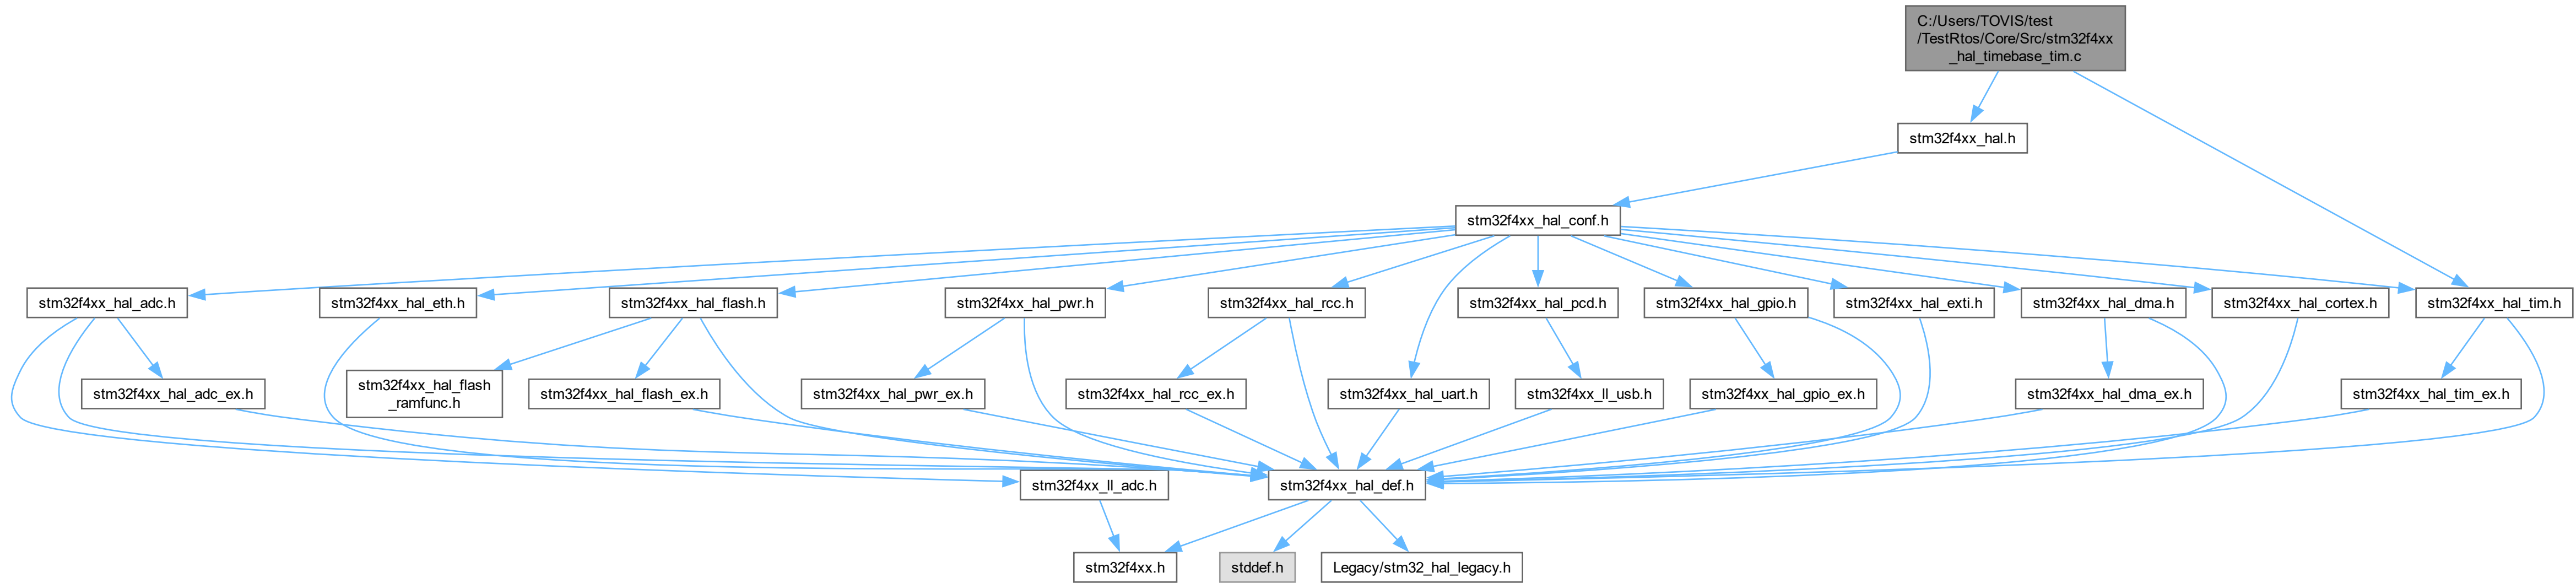 C:/Users/TOVIS/test
/TestRtos/Core/Src/stm32f4xx
_hal_timebase_tim.c
stm32f4xx_hal.h
stm32f4xx_hal_conf.h
stm32f4xx_hal_adc.h
stm32f4xx_hal_eth.h
stm32f4xx_hal_flash.h
stm32f4xx_hal_pwr.h
stm32f4xx_hal_rcc.h
stm32f4xx_hal_pcd.h
stm32f4xx_hal_gpio.h
stm32f4xx_hal_exti.h
stm32f4xx_hal_dma.h
stm32f4xx_hal_cortex.h
stm32f4xx_hal_tim.h
stm32f4xx_hal_adc_ex.h
stm32f4xx_hal_flash
_ramfunc.h
stm32f4xx_hal_flash_ex.h
stm32f4xx_hal_pwr_ex.h
stm32f4xx_hal_rcc_ex.h
stm32f4xx_hal_uart.h
stm32f4xx_ll_usb.h
stm32f4xx_hal_gpio_ex.h
stm32f4xx_hal_dma_ex.h
stm32f4xx_hal_tim_ex.h
stm32f4xx_ll_adc.h
stm32f4xx_hal_def.h
stm32f4xx.h
stddef.h
Legacy/stm32_hal_legacy.h